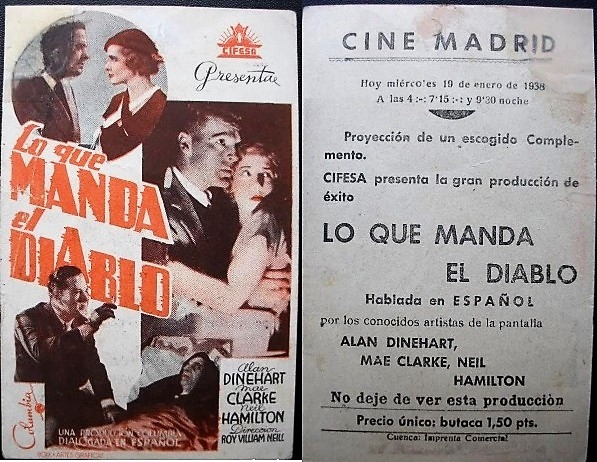 CIFESA
Presenta
Lo que
MANDA
el
DIABLO
Alan
DINEHART
Mae
CLARKE
Neil
HAMILTON
Dirección
ROY WILLIAM NEILL
Columbia
UNA PRODUCCIÓN COLUMBIA
DIALOGADA EN ESPAÑOL
ARTES GRAFICAS
CINE MADRID
Hoy miércoles 19 de enero de 1938
A las 4 :-: 7'15 :-: y 9'30 noche
Proyección de un escogido Comple-
mento.
CIFESA presenta la gran producción de
éxito
LO QUE MANDA
EL DIABLO
Hablada en ESPAÑOL
por los conocidos artistas de la pantalla
ALAN DINEHART,
MAE CLARKE, NEIL
HAMILTON
No deje de ver esta producción
Precio único: butaca 1,50 pts.
Cuenca: Imprenta Comercial